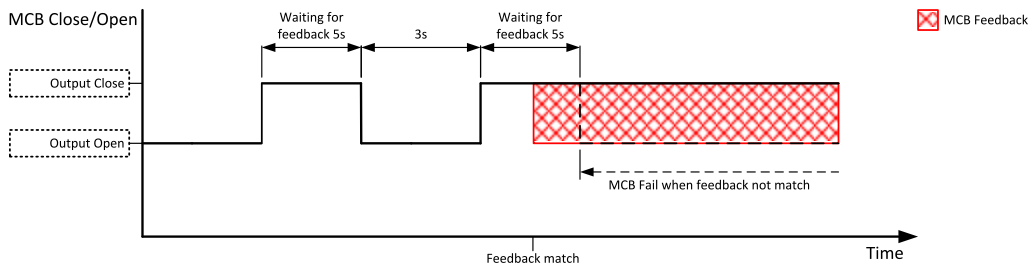 MCB Close/Open
Waiting for
feedback 5s
3s
Waiting for
feedback 5s
MCB Feedback
Output Close
Output Open
MCB Fail when feedback not match
Time
Feedback match